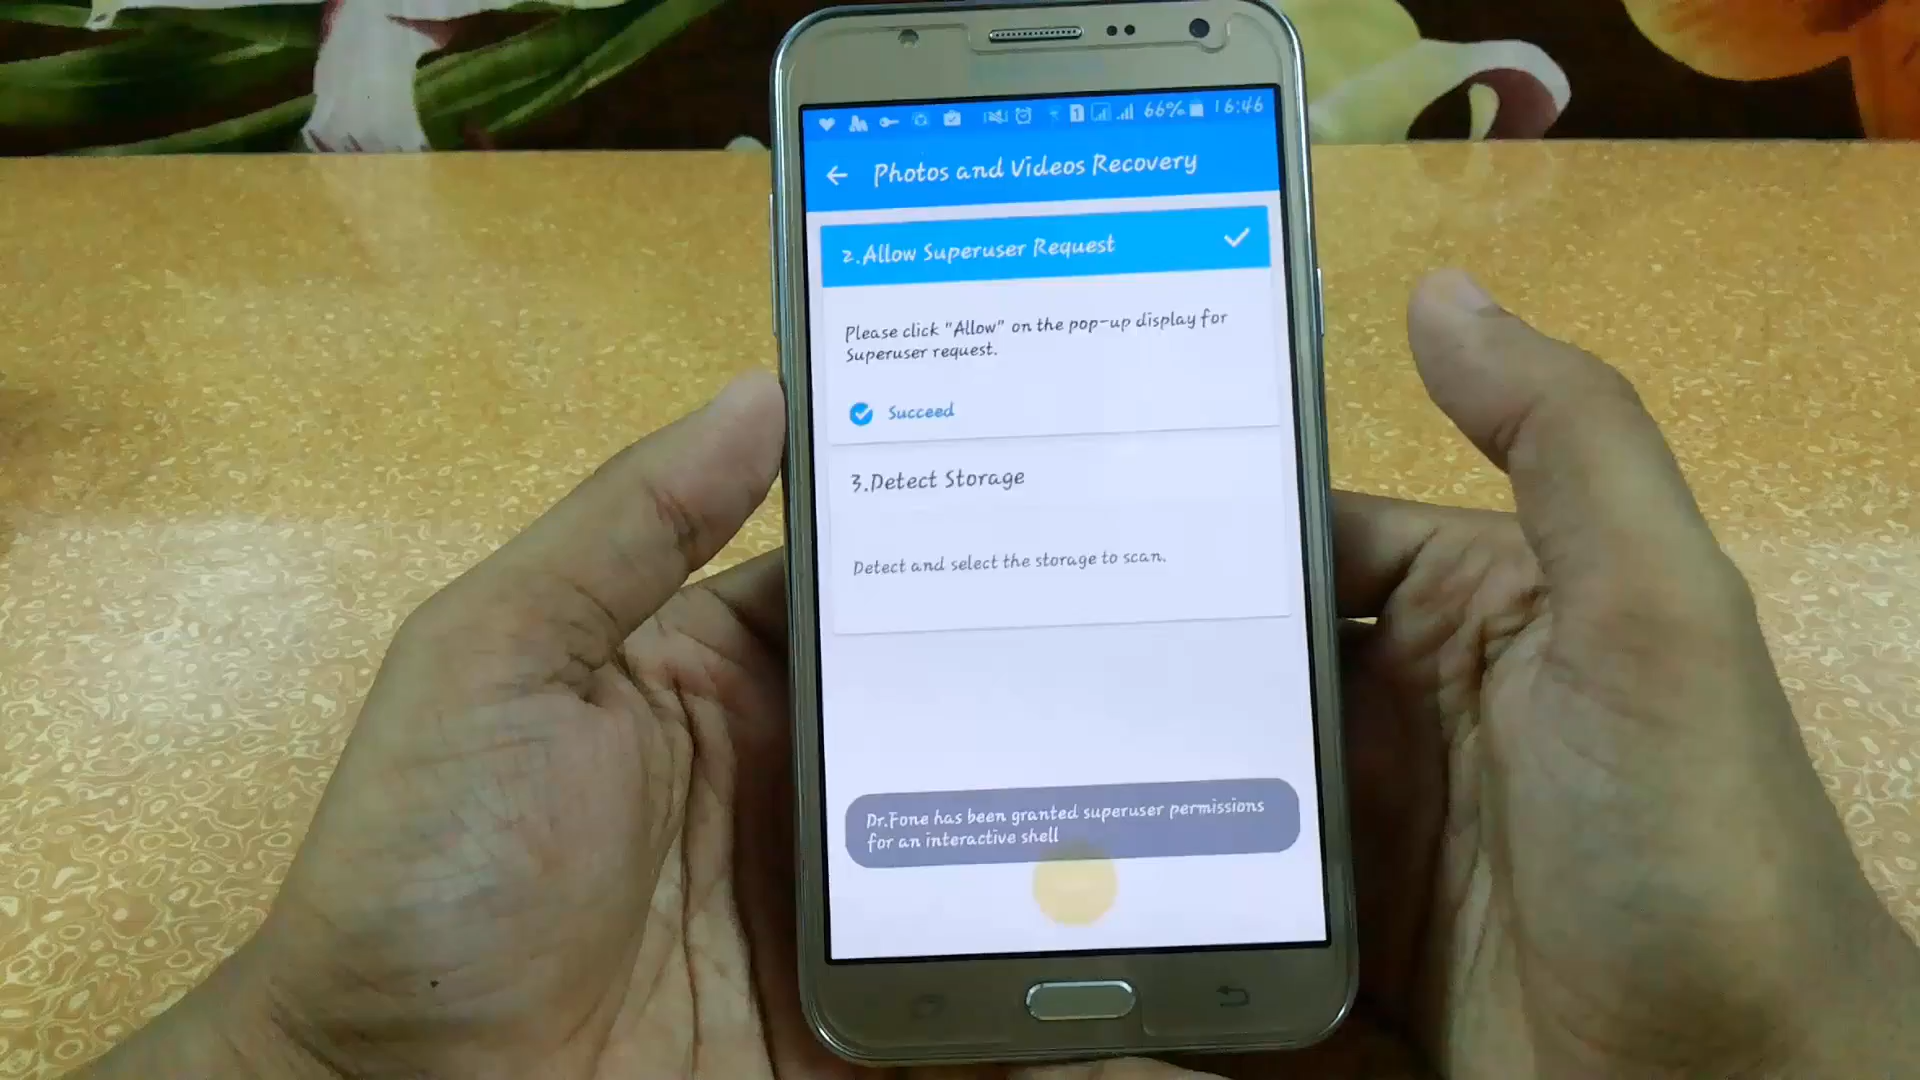 1
66%
16:46
Photos and Videos Recovery
2.Allow Superuser Request
Please click "Allow" on the pop-up display for
Superuser request.
Succeed
3.Detect Storage
Detect and select the storage to scan.
Dr.Fone has been granted superuser permissions
for an interactive shell